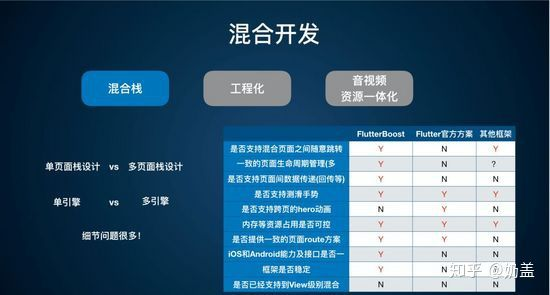 混合开发
混合栈
工程化
音视频
资源一体化
单页面栈设计 vs 多页面栈设计
单引擎 vs 多引擎
细节问题很多!
FlutterBoost Flutter官方方案 其他框架
是否支持混合页面之间随意跳转 Y N Y
一致的页面生命周期管理(多 Y N ?
是否支持页面间数据传递(回传等) Y N N
是否支持测滑手势 Y Y Y
是否支持跨页的hero动画 N Y N
内存等资源占用是否可控 Y Y Y
是否提供一致的页面route方案 Y Y N
iOS和Android能力及接口是否一 Y N N
框架是否稳定 Y N
是否已经支持到View级别混合 N N
知乎 @奶盖